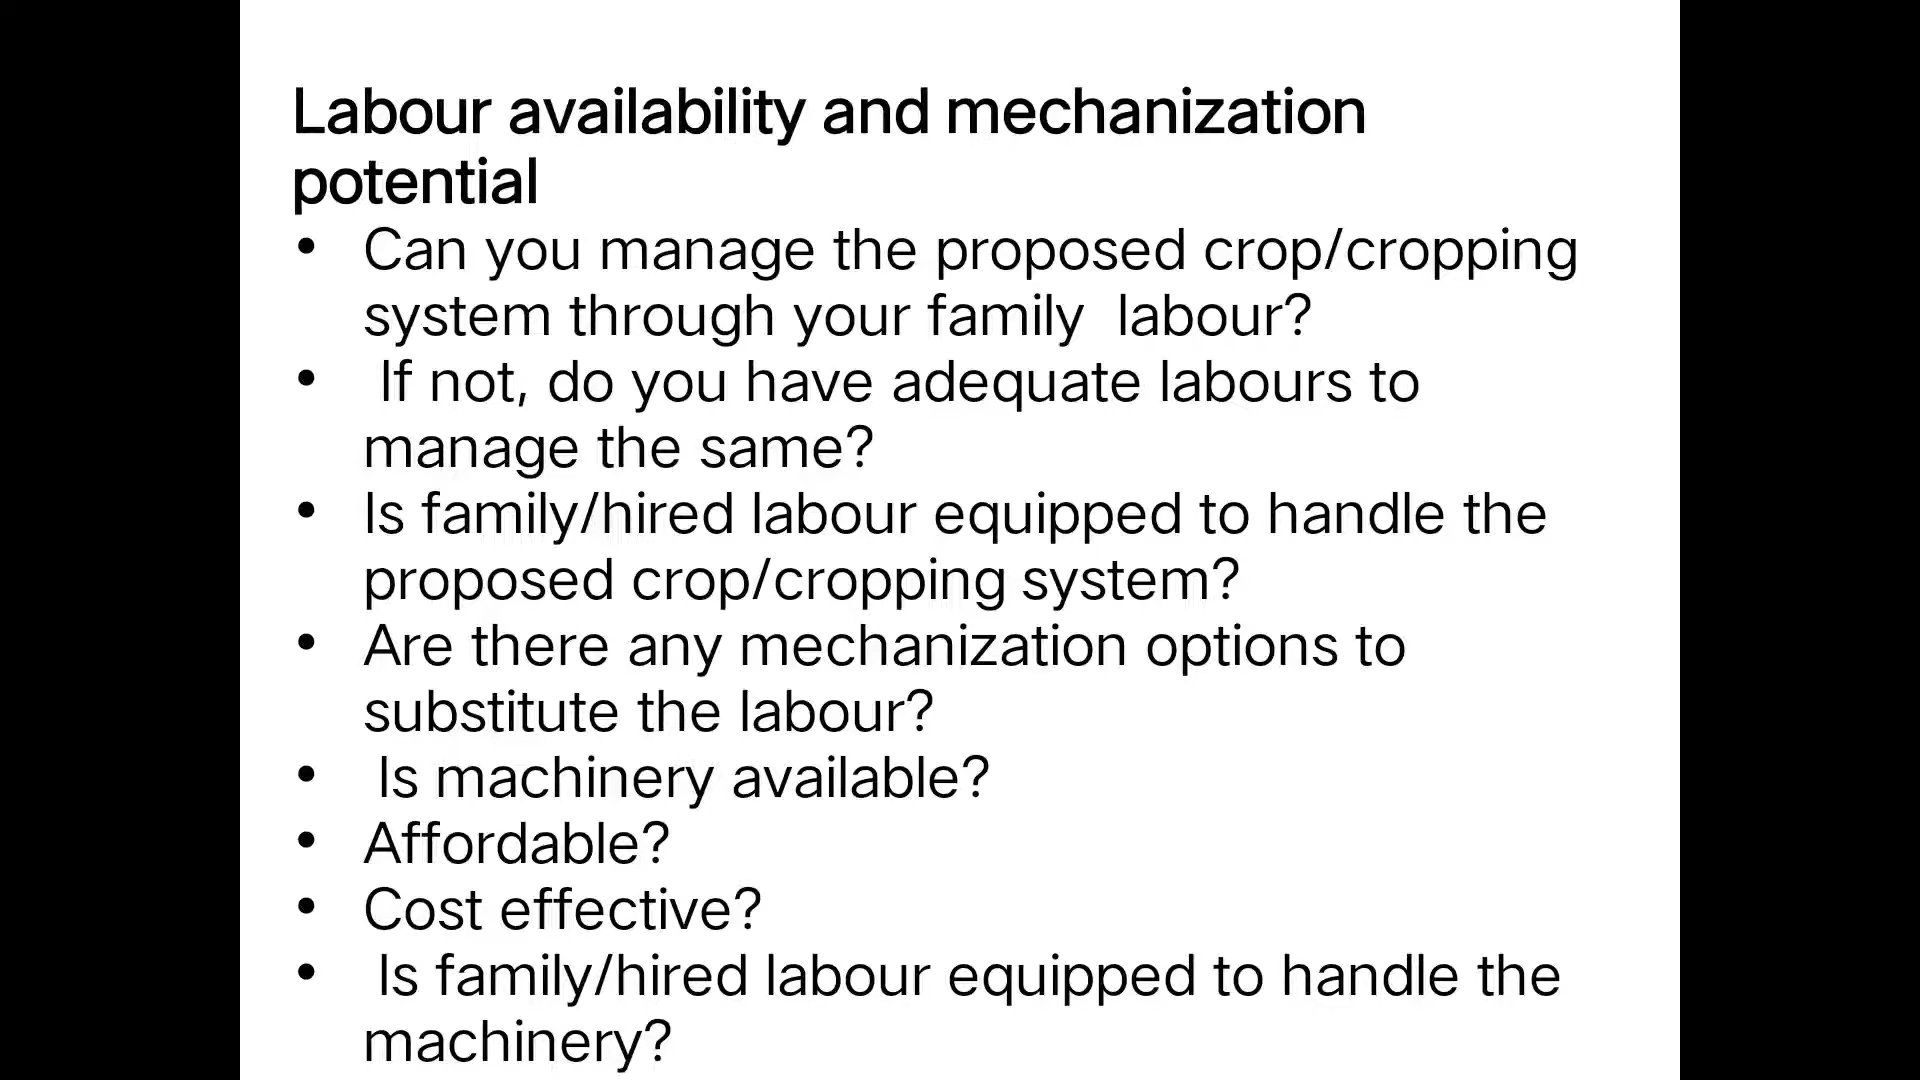 Labour availability and mechanization
potential
• Can you manage the proposed crop/cropping
system through your family  labour?
•  If not, do you have adequate labours to
manage the same?
• Is family/hired labour equipped to handle the
proposed crop/cropping system?
• Are there any mechanization options to
substitute the labour?
•  Is machinery available?
• Affordable?
• Cost effective?
•  Is family/hired labour equipped to handle the
machinery?